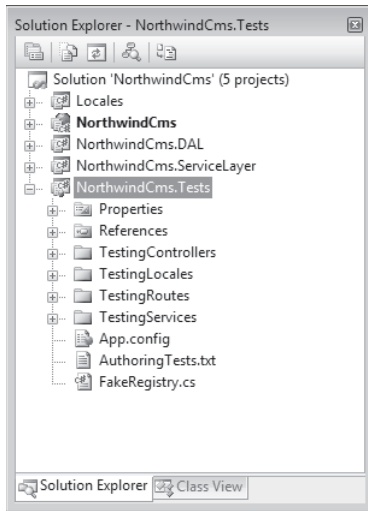 Solution Explorer - NorthwindCms.Tests
Solution 'NorthwindCms' (5 projects)
Locales
NorthwindCms
NorthwindCms.DAL
NorthwindCms.ServiceLayer
NorthwindCms.Tests
Properties
References
TestingControllers
TestingLocales
TestingRoutes
TestingServices
App.config
AuthoringTests.txt
FakeRegistry.cs
Solution Explorer Class View